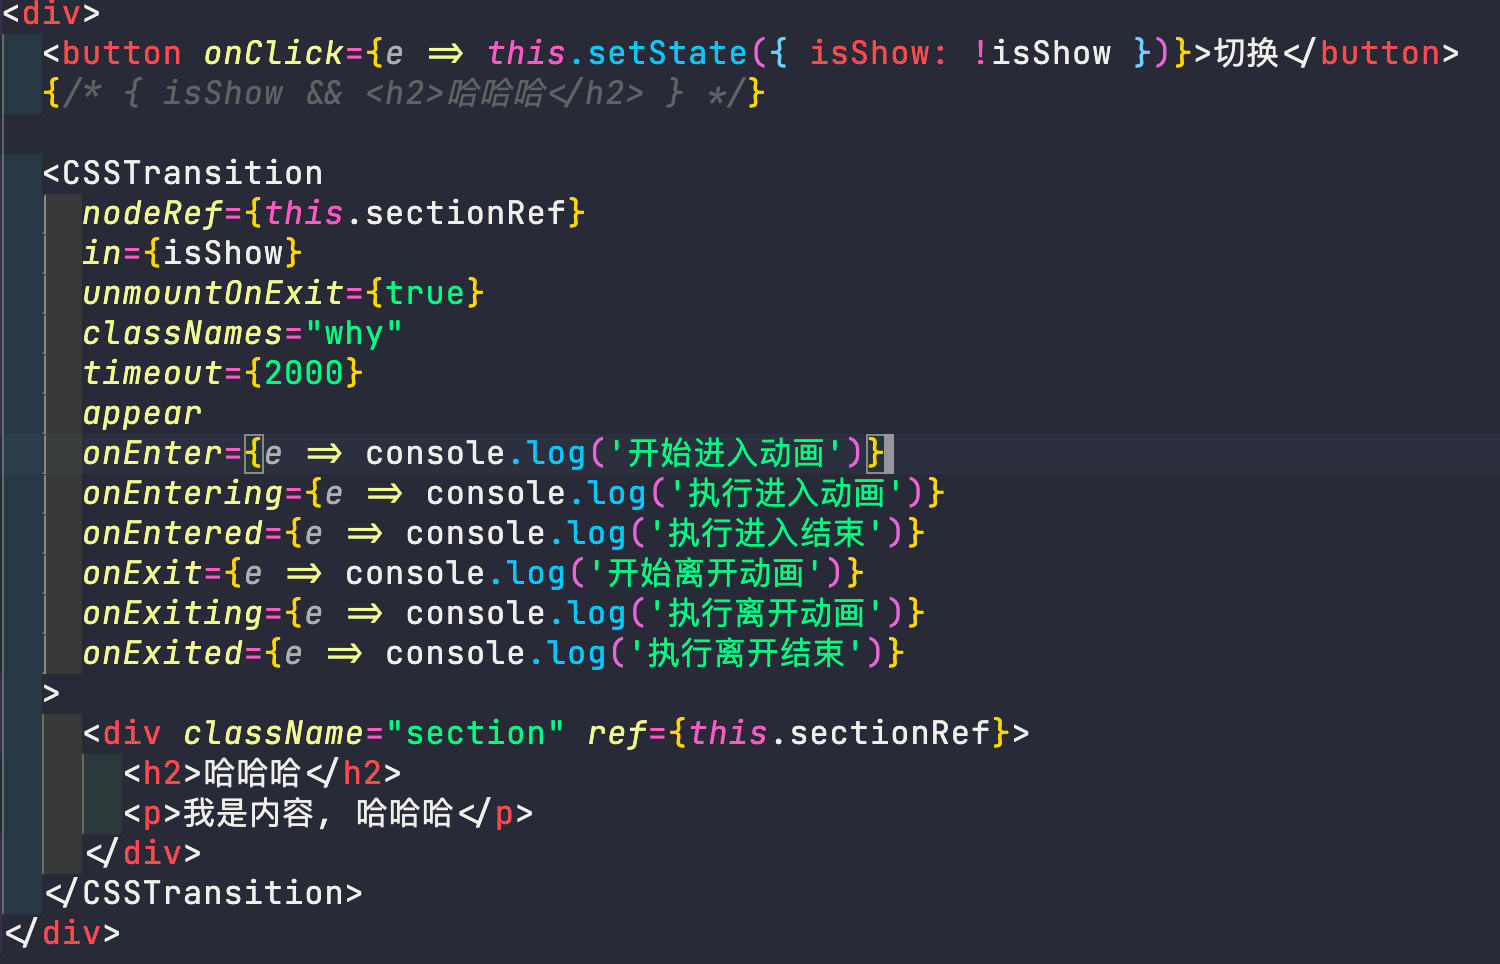 <div>
<button onClick={e => this.setState({ isShow: !isShow })}>切换</button>
{/* { isShow && <h2>哈哈哈</h2> } */}
<CSSTransition
nodeRef={this.sectionRef}
in={isShow}
unmountOnExit={true}
classNames="why"
timeout={2000}
appear
onEnter={e => console.log('开始进入动画')}
onEntering={e => console.log('执行进入动画')}
onEntered={e => console.log('执行进入结束')}
onExit={e => console.log('开始离开动画')}
onExiting={e => console.log('执行离开动画')}
onExited={e => console.log('执行离开结束')}
>
<div className="section" ref={this.sectionRef}>
<h2>哈哈哈</h2>
<p>我是内容, 哈哈哈</p>
</div>
</CSSTransition>
</div>